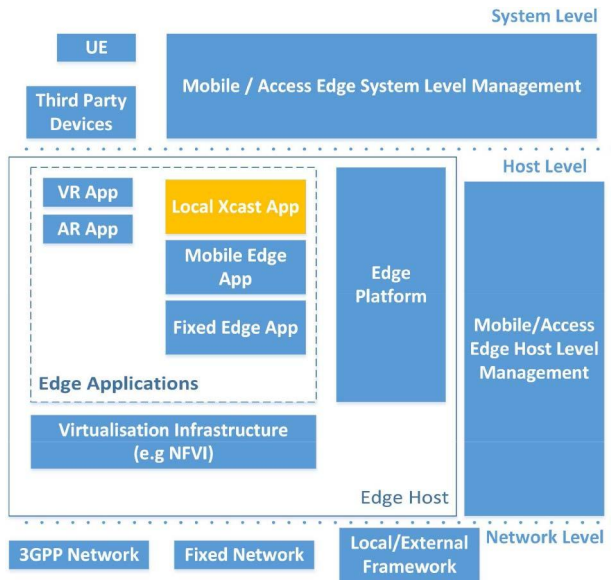 System Level
UE
Mobile / Access Edge System Level Management
Third Party
Devices
Host Level
VR App
AR App
Local Xcast App
Mobile Edge
App
Fixed Edge App
Edge Applications
Edge
Platform
Mobile/Access
Edge Host Level
Management
Virtualisation Infrastructure
(e.g NFVI)
Edge Host
Network Level
3GPP Network
Fixed Network
Local/External
Framework